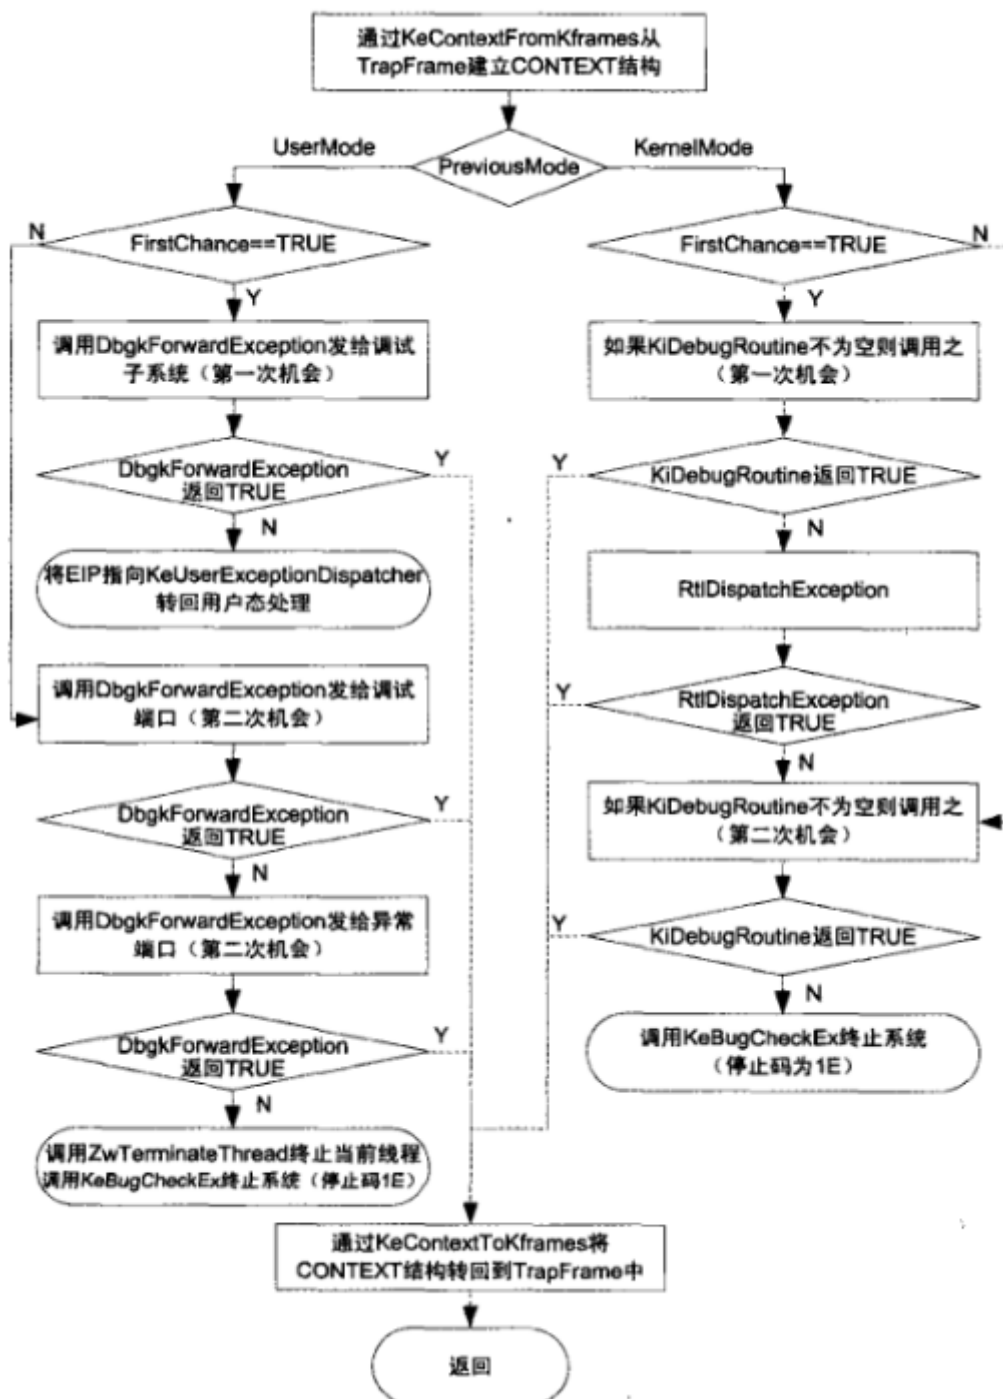 通过KeContextFromKframes从
TrapFrame建立CONTEXT结构
UserMode
PreviousMode
KernelMode
N
FirstChance==TRUE
Y
调用DbgkForwardException发给调试
子系统（第一次机会）
DbgkForwardException
返回TRUE
Y
N
将EIP指向KeUserExceptionDispatcher
转回用户态处理
调用DbgkForwardException发给调试
端口（第二次机会）
DbgkForwardException
返回TRUE
Y
N
调用DbgkForwardException发给异常
端口（第二次机会）
DbgkForwardException
返回TRUE
Y
N
调用ZwTerminateThread终止当前线程
调用KeBugCheckEx终止系统（停止码1E）
FirstChance==TRUE
N
Y
如果KiDebugRoutine不为空则调用之
（第一次机会）
Y
KiDebugRoutine返回TRUE
N
RtlDispatchException
Y
RtlDispatchException
返回TRUE
N
如果KiDebugRoutine不为空则调用之
（第二次机会）
Y
KiDebugRoutine返回TRUE
N
调用KeBugCheckEx终止系统
（停止码为1E）
通过KeContextToKframes将
CONTEXT结构转回到TrapFrame中
返回